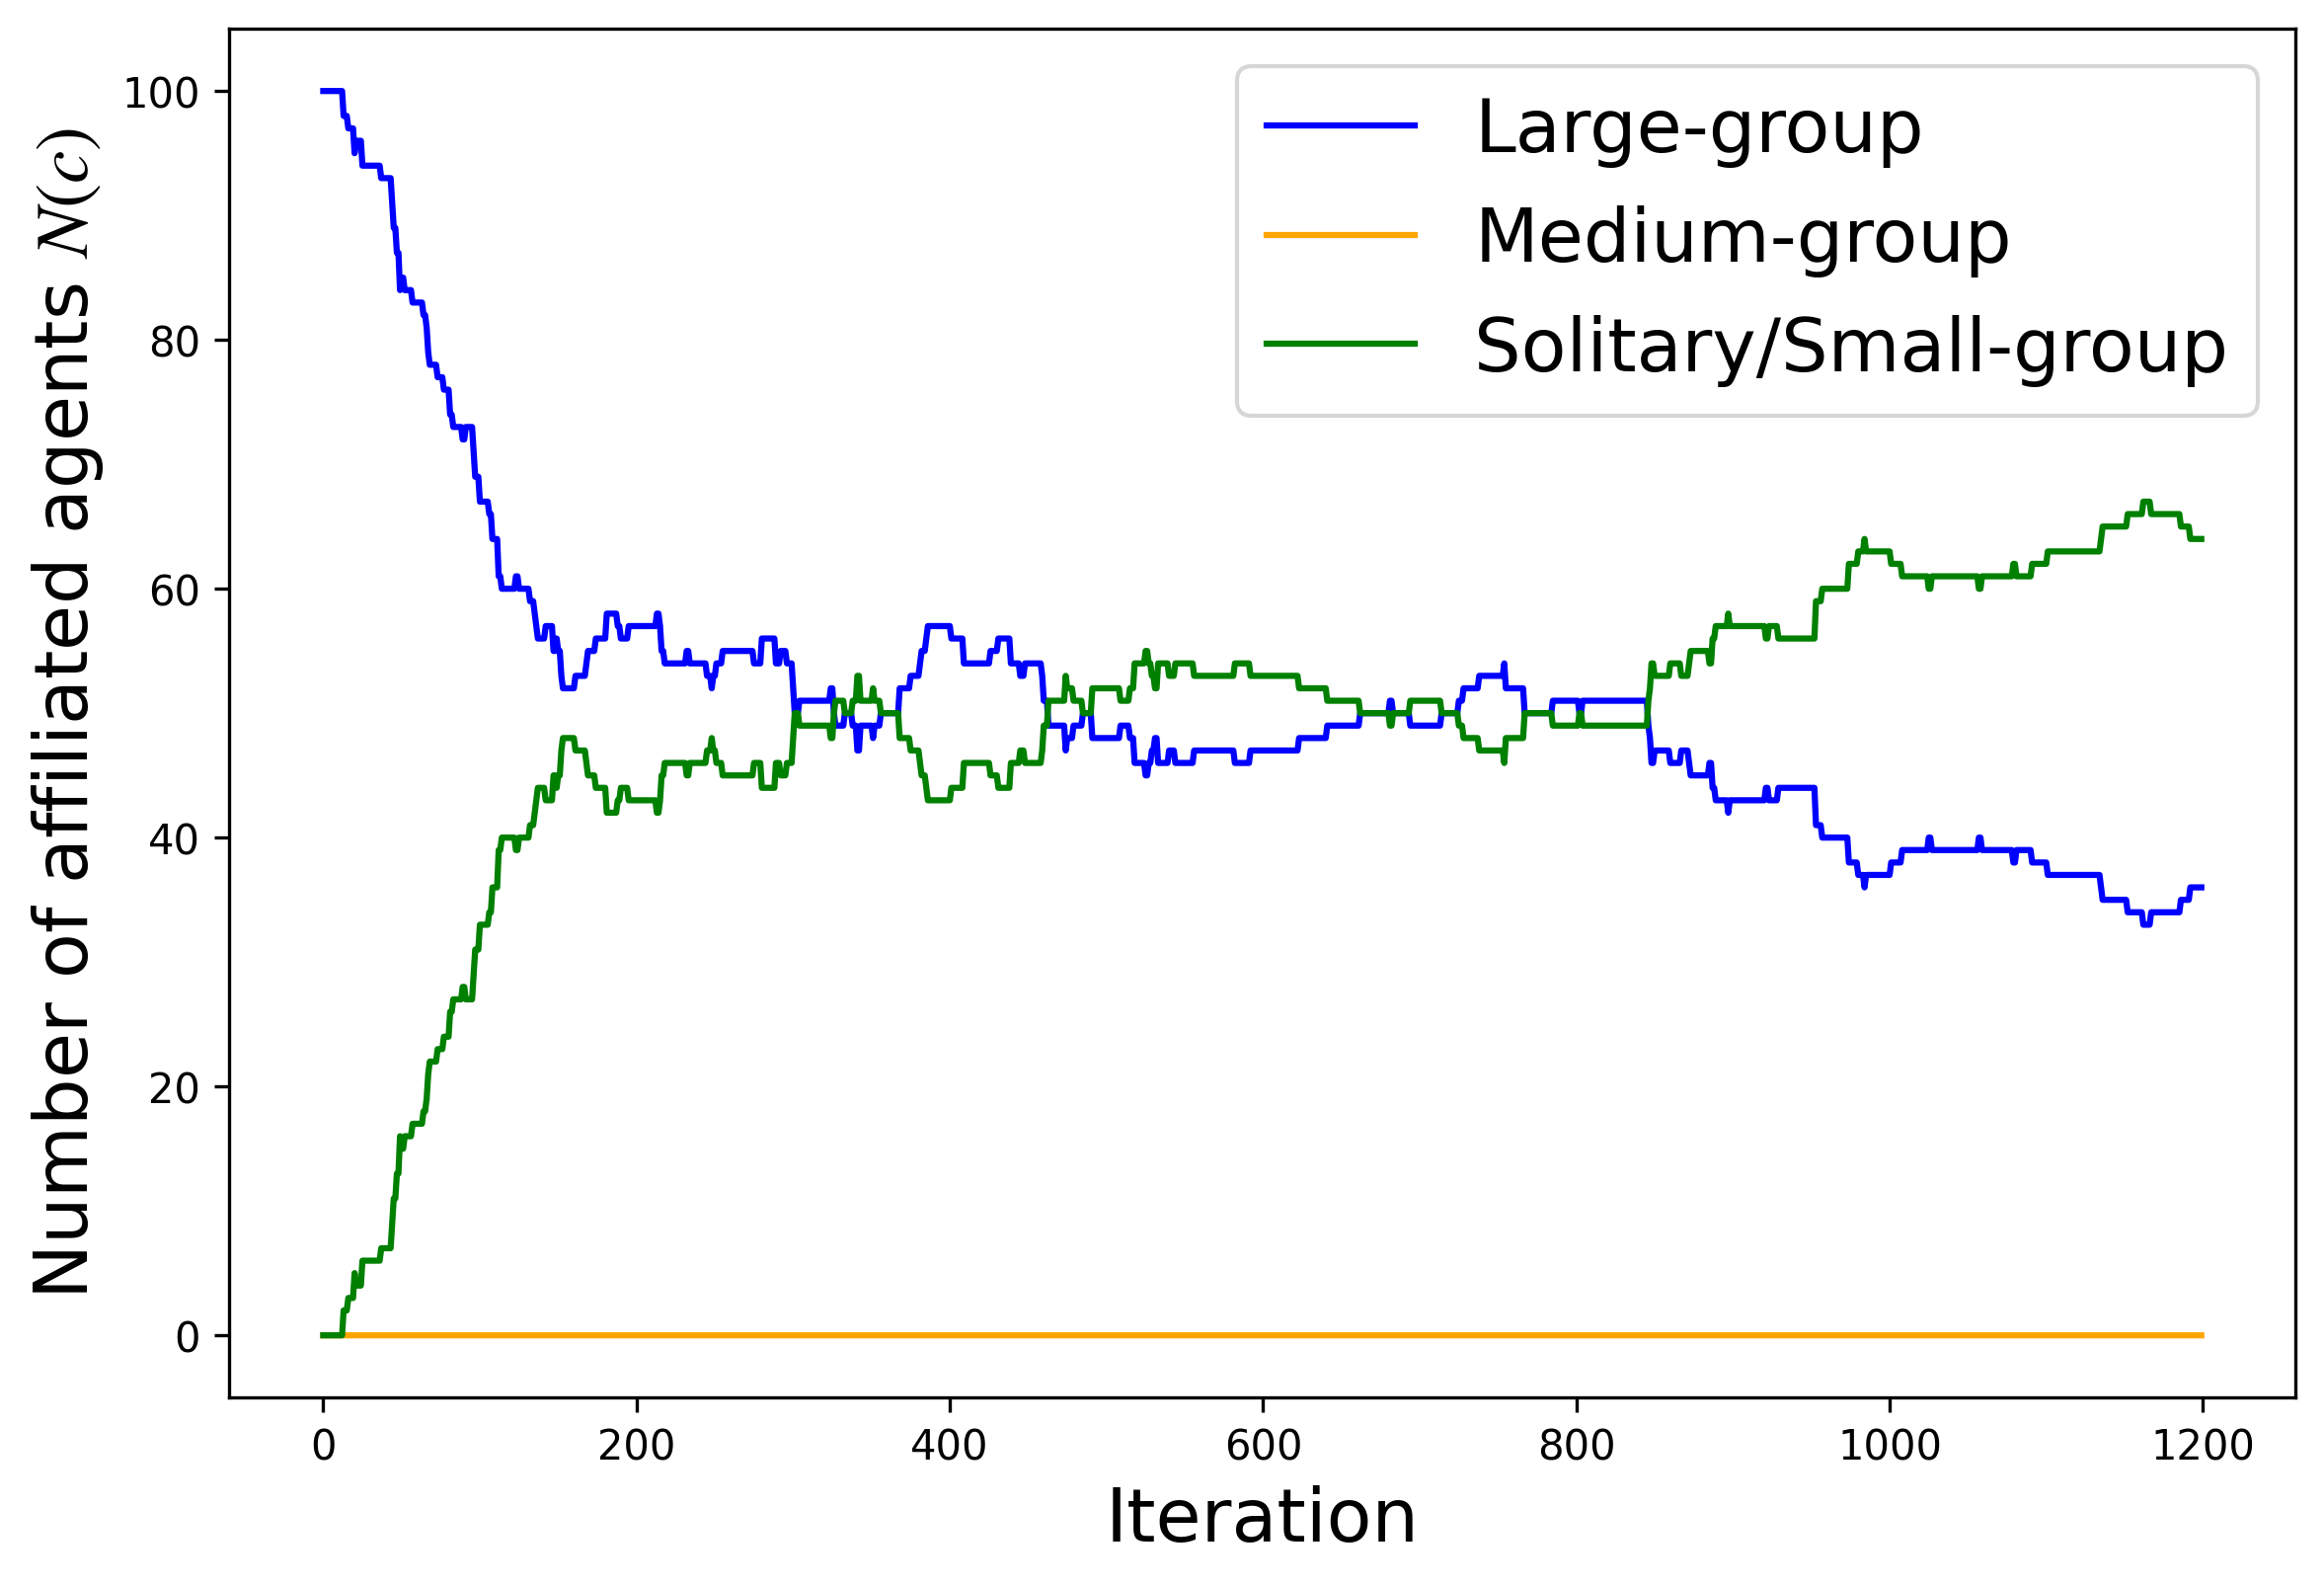 Number of affiliated agents N(c)
100
80
60
40
20
0
Large-group
Medium-group
Solitary/Small-group
0 200 400 600 800 1000 1200
Iteration